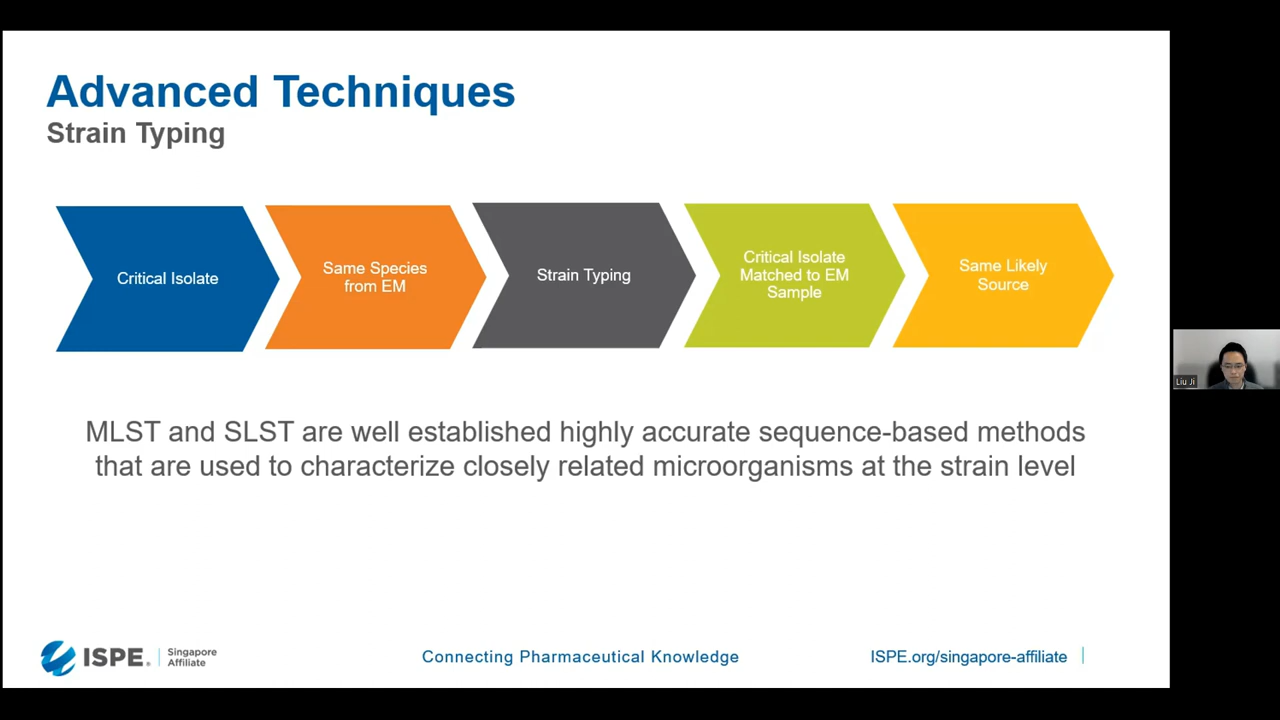 Advanced Techniques
Strain Typing
Critical Isolate
Same Species
from EM
Strain Typing
Critical Isolate
Matched to EM
Sample
Same Likely
Source
MLST and SLST are well established highly accurate sequence-based methods
that are used to characterize closely related microorganisms at the strain level
Liu Ji
ISPE.
Singapore
Affiliate
Connecting Pharmaceutical Knowledge
ISPE.org/singapore-affiliate